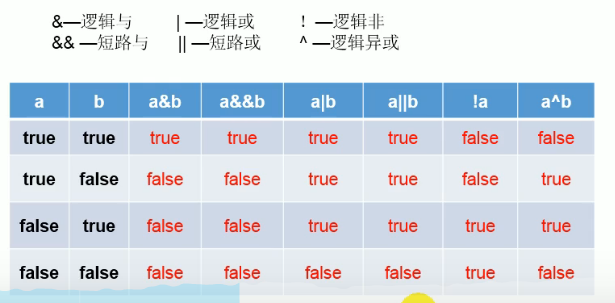 &—逻辑与 | —逻辑或 ! —逻辑非
&& —短路与 || —短路或 ^ —逻辑异或
a b a&b a&&b a|b a||b !a a^b
true true true true true true false false
true false false false true true false true
false true false false true true true true
false false false false false false true false